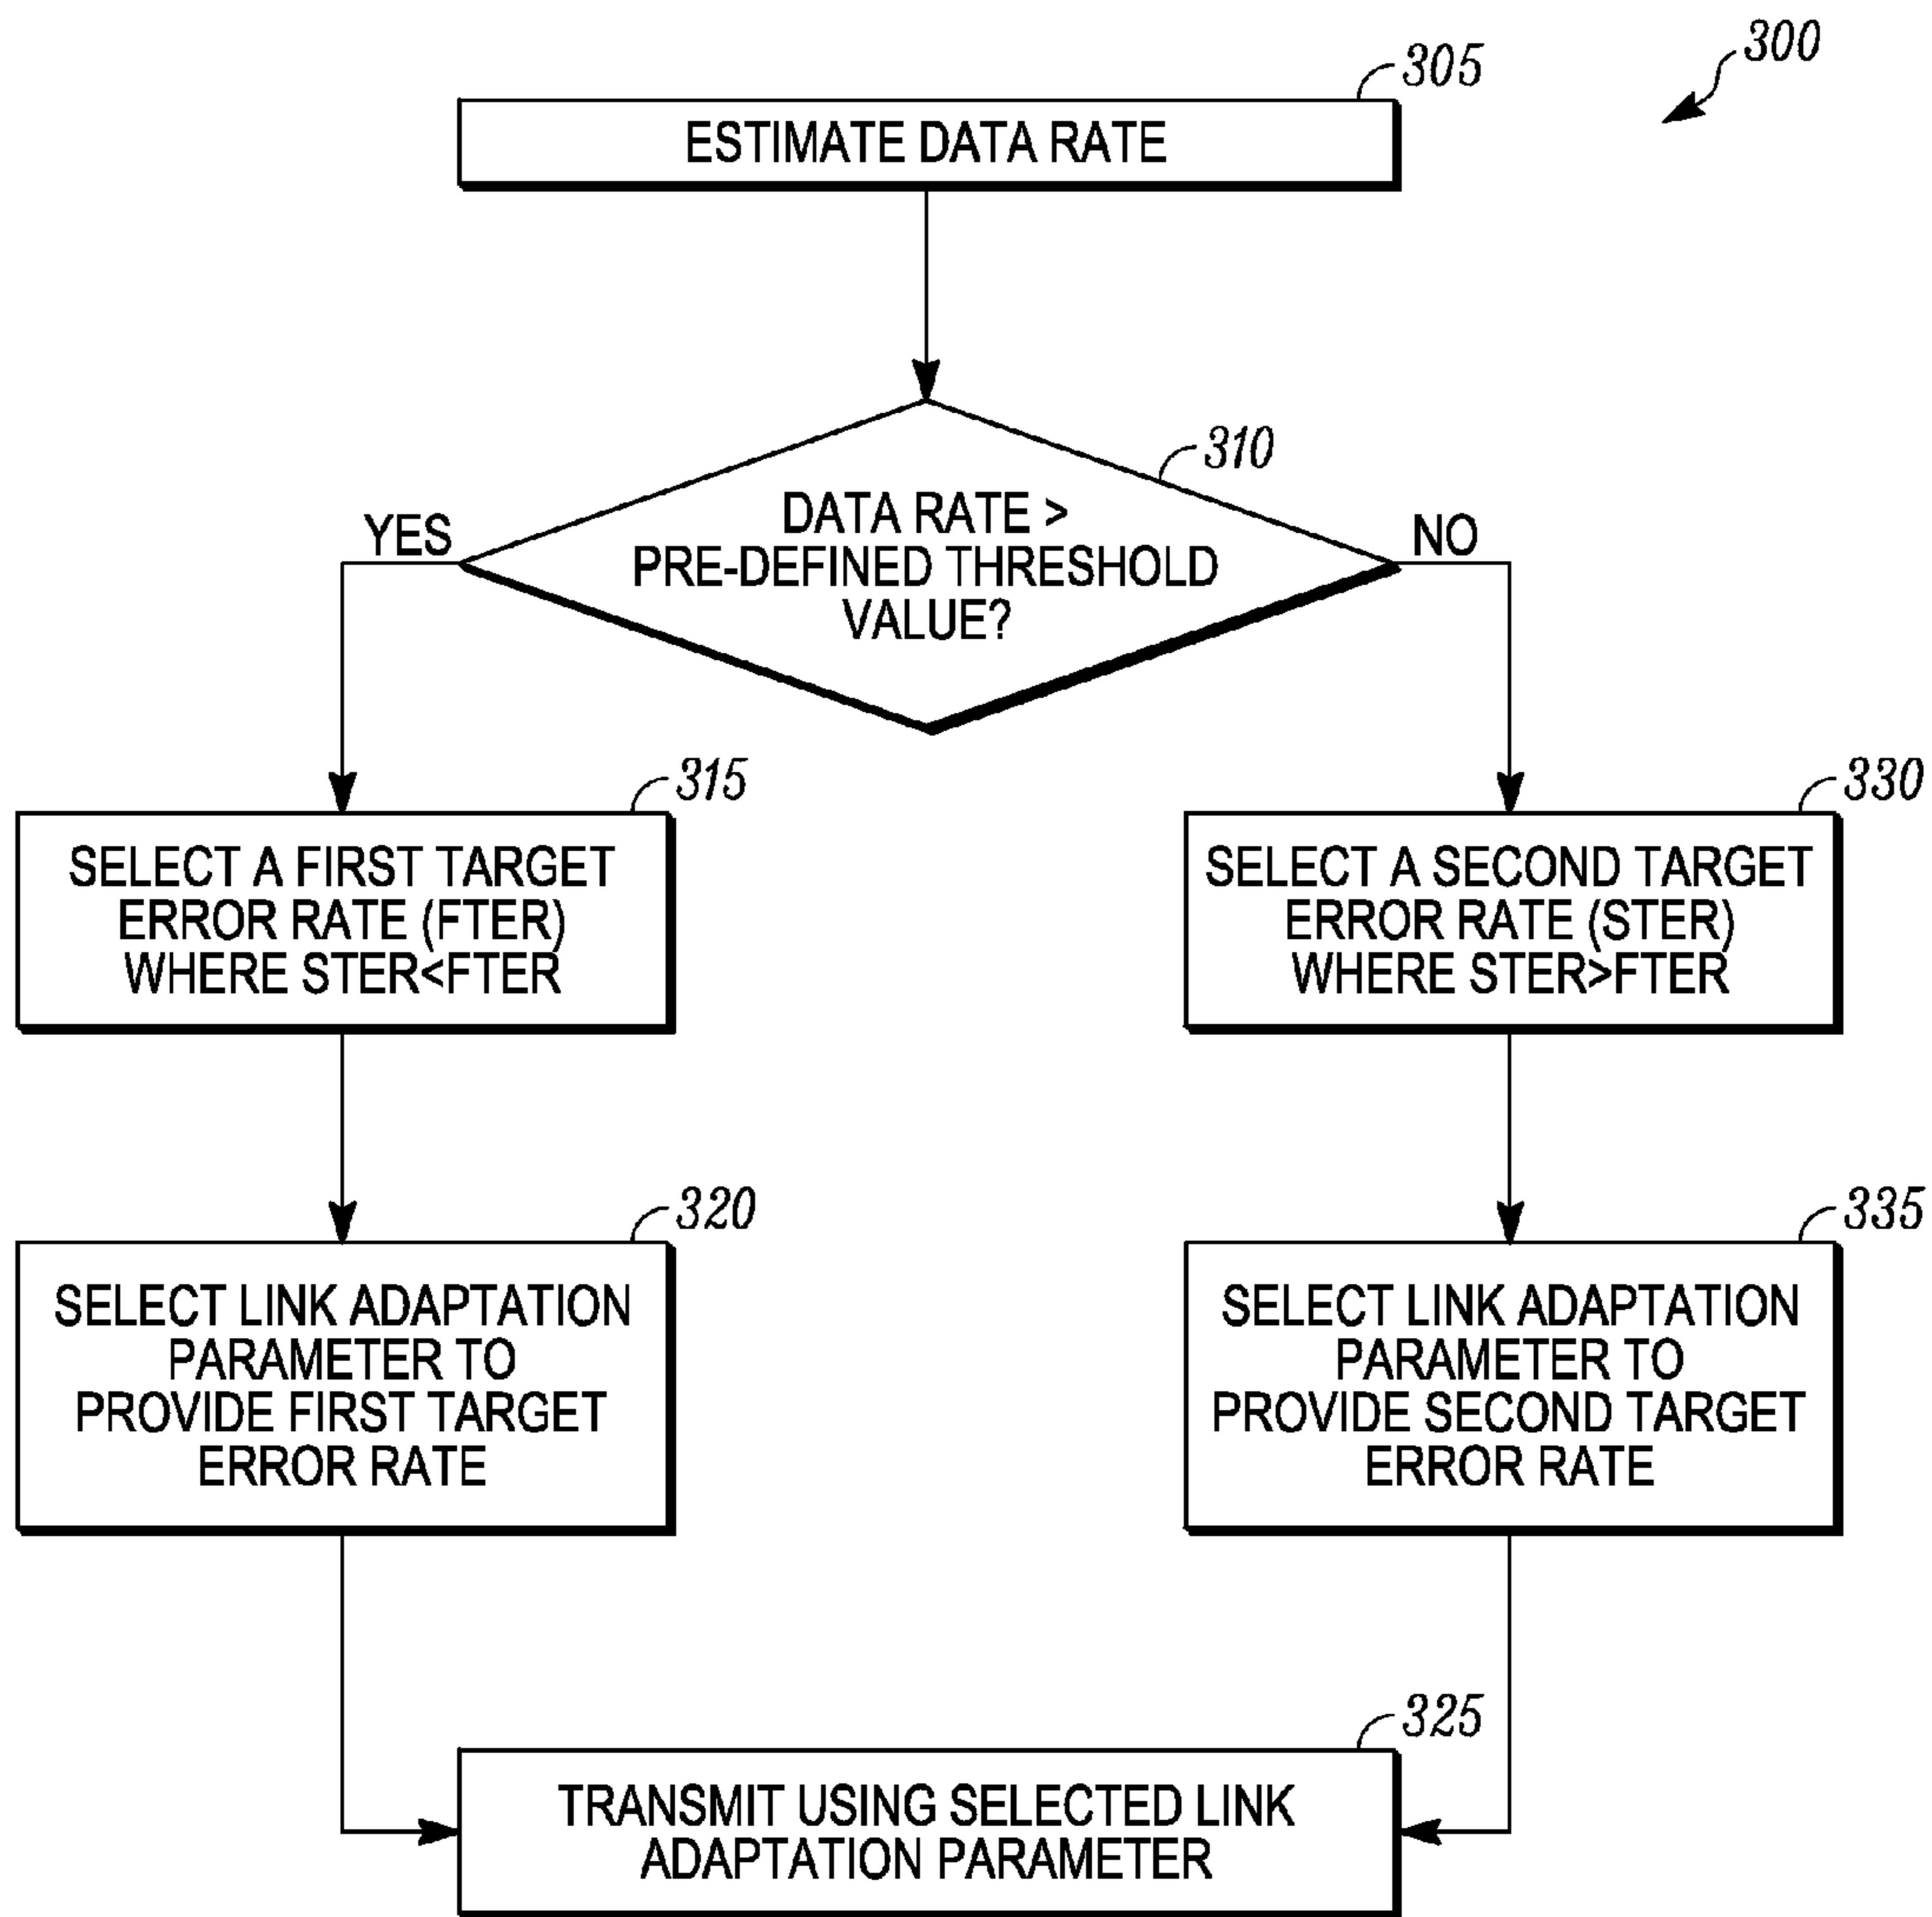 300
305
ESTIMATE DATA RATE
310
DATA RATE >
PRE-DEFINED THRESHOLD
VALUE?
YES
NO
315
SELECT A FIRST TARGET
ERROR RATE (FTER)
WHERE STER<FTER
330
SELECT A SECOND TARGET
ERROR RATE (STER)
WHERE STER>FTER
320
SELECT LINK ADAPTATION
PARAMETER TO
PROVIDE FIRST TARGET
ERROR RATE
335
SELECT LINK ADAPTATION
PARAMETER TO
PROVIDE SECOND TARGET
ERROR RATE
325
TRANSMIT USING SELECTED LINK
ADAPTATION PARAMETER